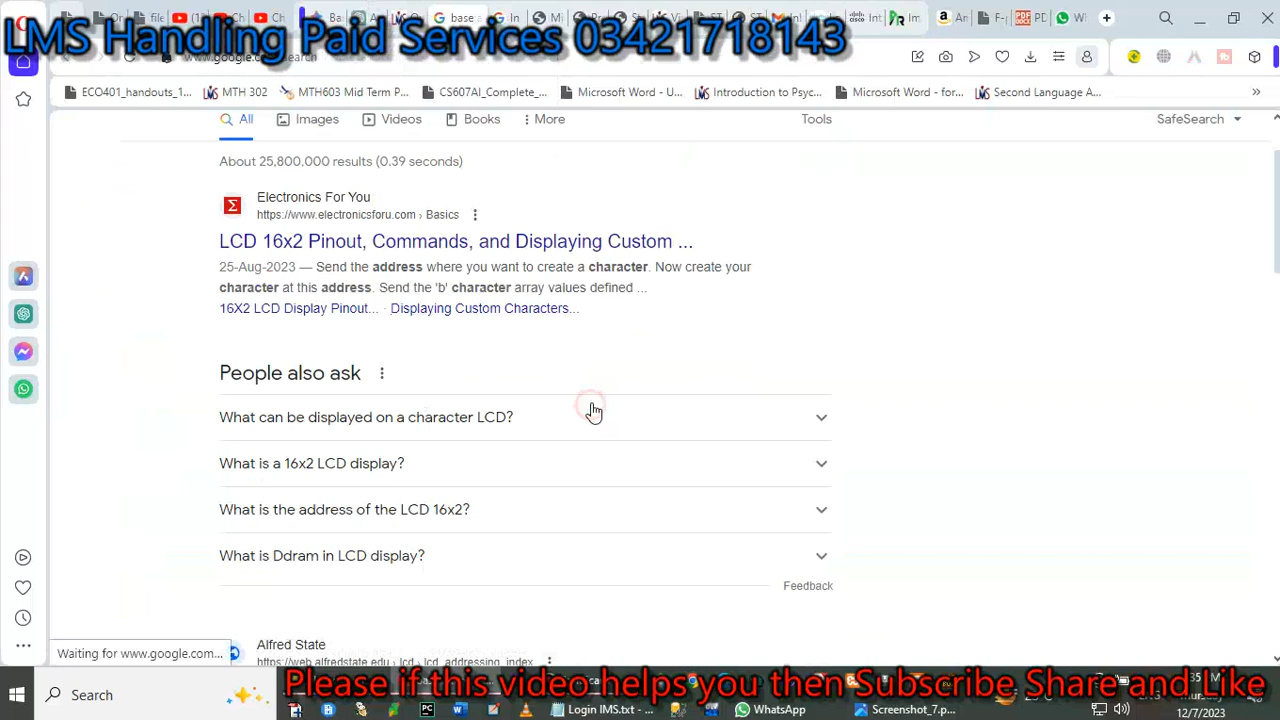 LMS Handling Paid Services 03421718143
ECO401_handouts_1... MTH 302 MTH603 Mid Term P... CS607AI_Complete_... Microsoft Word - U... Introduction to Psyc... Microsoft Word - for... Second Language A... »
All Images Videos Books More Tools SafeSearch
About 25,800,000 results (0.39 seconds)
Electronics For You
https://www.electronicsforu.com › Basics
LCD 16x2 Pinout, Commands, and Displaying Custom ...
25-Aug-2023 — Send the address where you want to create a character. Now create your
character at this address. Send the 'b' character array values defined ...
16X2 LCD Display Pinout... · Displaying Custom Characters...
People also ask
What can be displayed on a character LCD?
What is a 16x2 LCD display?
What is the address of the LCD 16x2?
What is Ddram in LCD display?
Feedback
Alfred State
https://web.alfredstate.edu › lcd › lcd_addressing_index
Waiting for www.google.com...
Please if this video helps you then Subscribe Share and Like
Search
Login IMS.txt - ... WhatsApp Screenshot_7.p... 12/7/2023